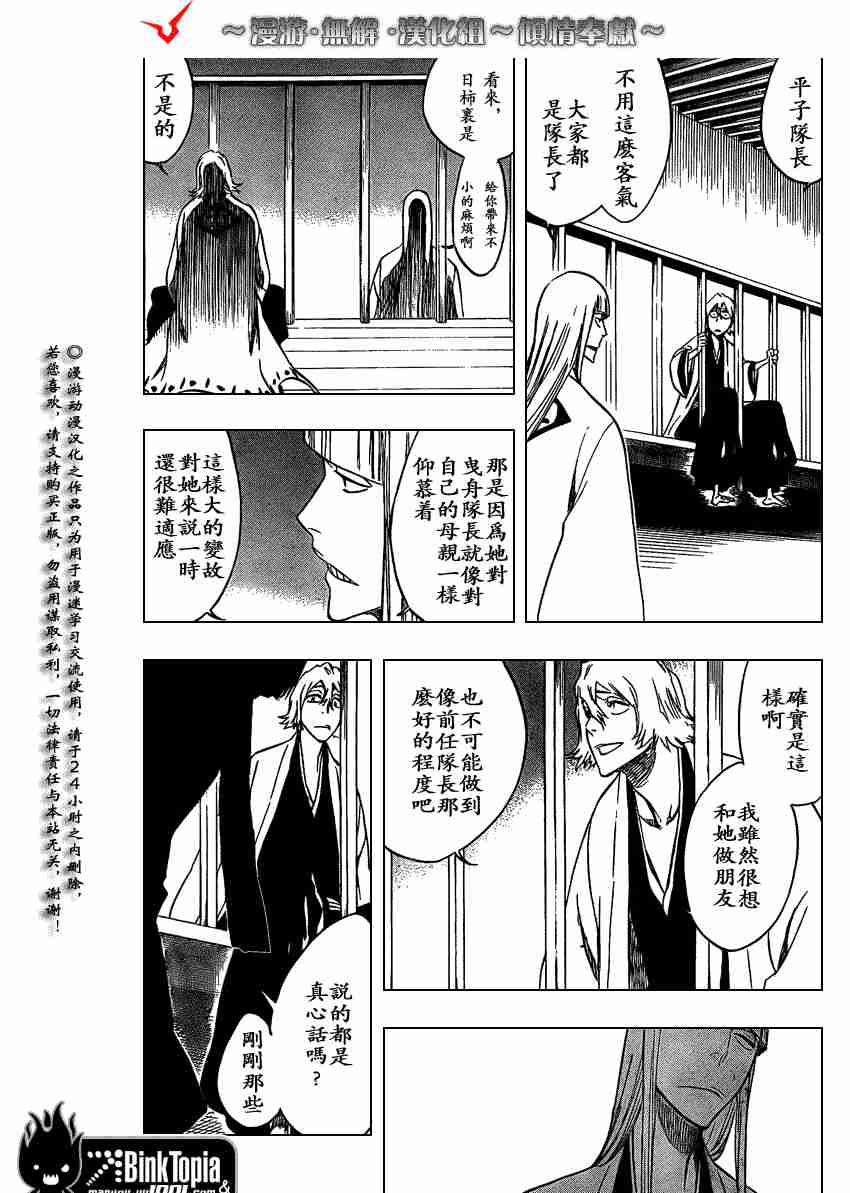 ~漫游·無解·漢化組~傾情奉獻~
平子隊長
不用這麽客氣
大家都
是隊長了
看來，
日柿裏是
給你帶來不
小的麻煩啊
不是的
那是因爲她對
曳舟隊長就像對
自己的母親一樣
仰慕着
這樣大的變故
對她來說一時
還很難適應
確實是這
樣啊
我雖然很想
和她做朋友
也不可能做到
像前任隊長那
麽好的程度吧
説的都是
真心話嗎？
剛剛那些
◎漫游动漫汉化之作品只为用于漫迷学习交流使用，请于24小时之内删除，
若您喜欢，请支持购买正版，勿盗用谋取私利，一切法律责任与本站无关，谢谢！
BinkTopia
&